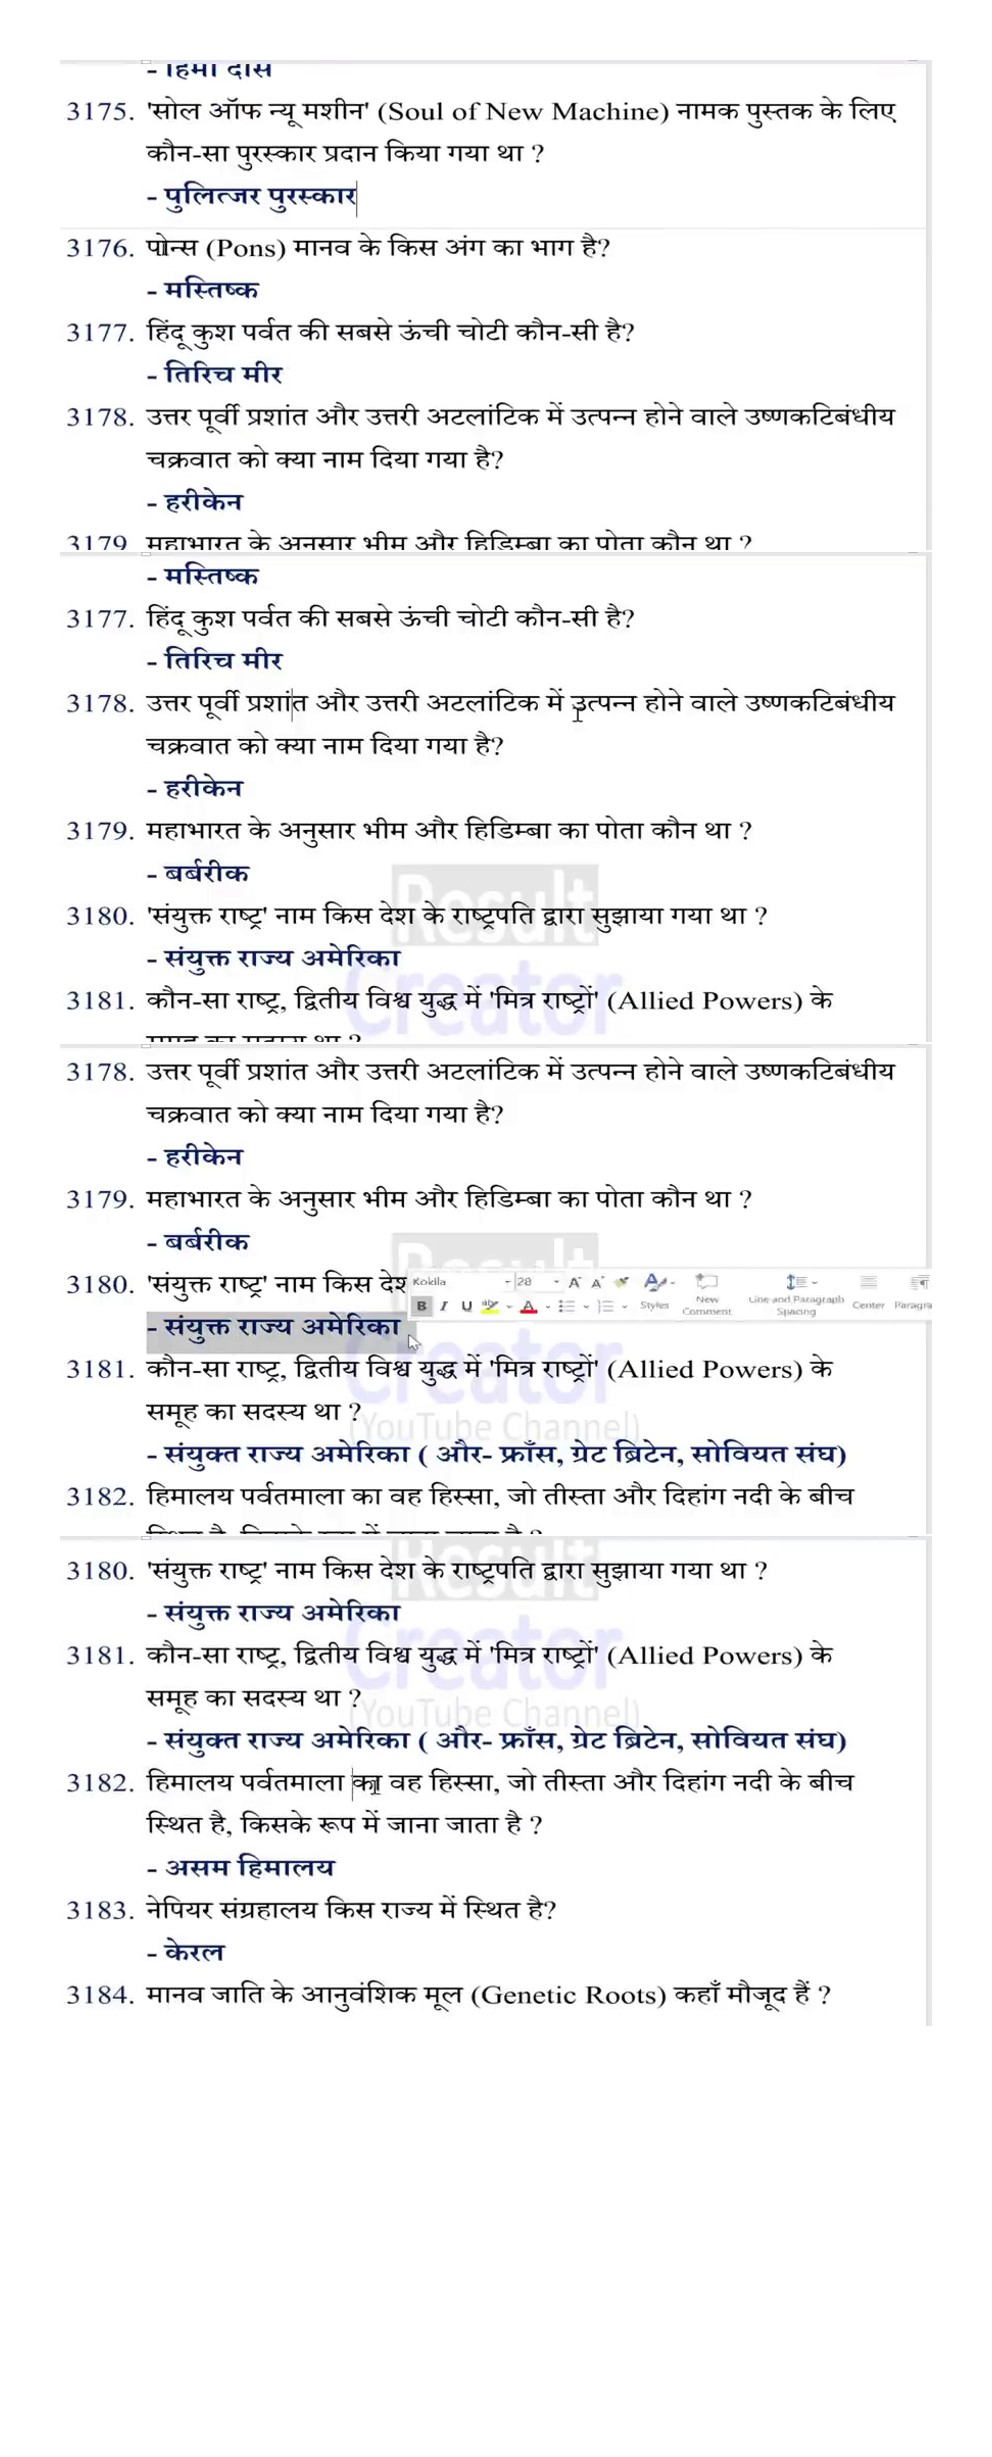 - हिमा दास
3175. 'सोल ऑफ न्यू मशीन' (Soul of New Machine) नामक पुस्तक के लिए
कौन-सा पुरस्कार प्रदान किया गया था ?
- पुलित्जर पुरस्कार
3176. पोन्स (Pons) मानव के किस अंग का भाग है?
- मस्तिष्क
3177. हिंदू कुश पर्वत की सबसे ऊंची चोटी कौन-सी है?
- तिरिच मीर
3178. उत्तर पूर्वी प्रशांत और उत्तरी अटलांटिक में उत्पन्न होने वाले उष्णकटिबंधीय
चक्रवात को क्या नाम दिया गया है?
- हरीकेन
3179 महाभारत के अनुसार भीम और हिडिम्बा का पोता कौन था ?
- मस्तिष्क
3177. हिंदू कुश पर्वत की सबसे ऊंची चोटी कौन-सी है?
- तिरिच मीर
3178. उत्तर पूर्वी प्रशांत और उत्तरी अटलांटिक में उत्पन्न होने वाले उष्णकटिबंधीय
चक्रवात को क्या नाम दिया गया है?
- हरीकेन
3179. महाभारत के अनुसार भीम और हिडिम्बा का पोता कौन था ?
- बर्बरीक
Result
3180. 'संयुक्त राष्ट्र' नाम किस देश के राष्ट्रपति द्वारा सुझाया गया था ?
- संयुक्त राज्य अमेरिका
Creator
3181. कौन-सा राष्ट्र, द्वितीय विश्व युद्ध में 'मित्र राष्ट्रों' (Allied Powers) के
समूह का सदस्य था ?
3178. उत्तर पूर्वी प्रशांत और उत्तरी अटलांटिक में उत्पन्न होने वाले उष्णकटिबंधीय
चक्रवात को क्या नाम दिया गया है?
- हरीकेन
3179. महाभारत के अनुसार भीम और हिडिम्बा का पोता कौन था ?
- बर्बरीक
Result
3180. 'संयुक्त राष्ट्र' नाम किस देश
Kokila 28 A A A New Line and Paragraph
B I U A Styles Comment Spacing Center Paragra
- संयुक्त राज्य अमेरिका
Creator
3181. कौन-सा राष्ट्र, द्वितीय विश्व युद्ध में 'मित्र राष्ट्रों' (Allied Powers) के
समूह का सदस्य था ?
(YouTube Channel)
- संयुक्त राज्य अमेरिका ( और- फ्राँस, ग्रेट ब्रिटेन, सोवियत संघ)
3182. हिमालय पर्वतमाला का वह हिस्सा, जो तीस्ता और दिहांग नदी के बीच
स्थित है, किसके रूप में जाना जाता है ?
Result
3180. 'संयुक्त राष्ट्र' नाम किस देश के राष्ट्रपति द्वारा सुझाया गया था ?
- संयुक्त राज्य अमेरिका
Creator
3181. कौन-सा राष्ट्र, द्वितीय विश्व युद्ध में 'मित्र राष्ट्रों' (Allied Powers) के
समूह का सदस्य था ?
(YouTube Channel)
- संयुक्त राज्य अमेरिका ( और- फ्राँस, ग्रेट ब्रिटेन, सोवियत संघ)
3182. हिमालय पर्वतमाला का वह हिस्सा, जो तीस्ता और दिहांग नदी के बीच
स्थित है, किसके रूप में जाना जाता है ?
- असम हिमालय
3183. नेपियर संग्रहालय किस राज्य में स्थित है?
- केरल
3184. मानव जाति के आनुवंशिक मूल (Genetic Roots) कहाँ मौजूद हैं ?